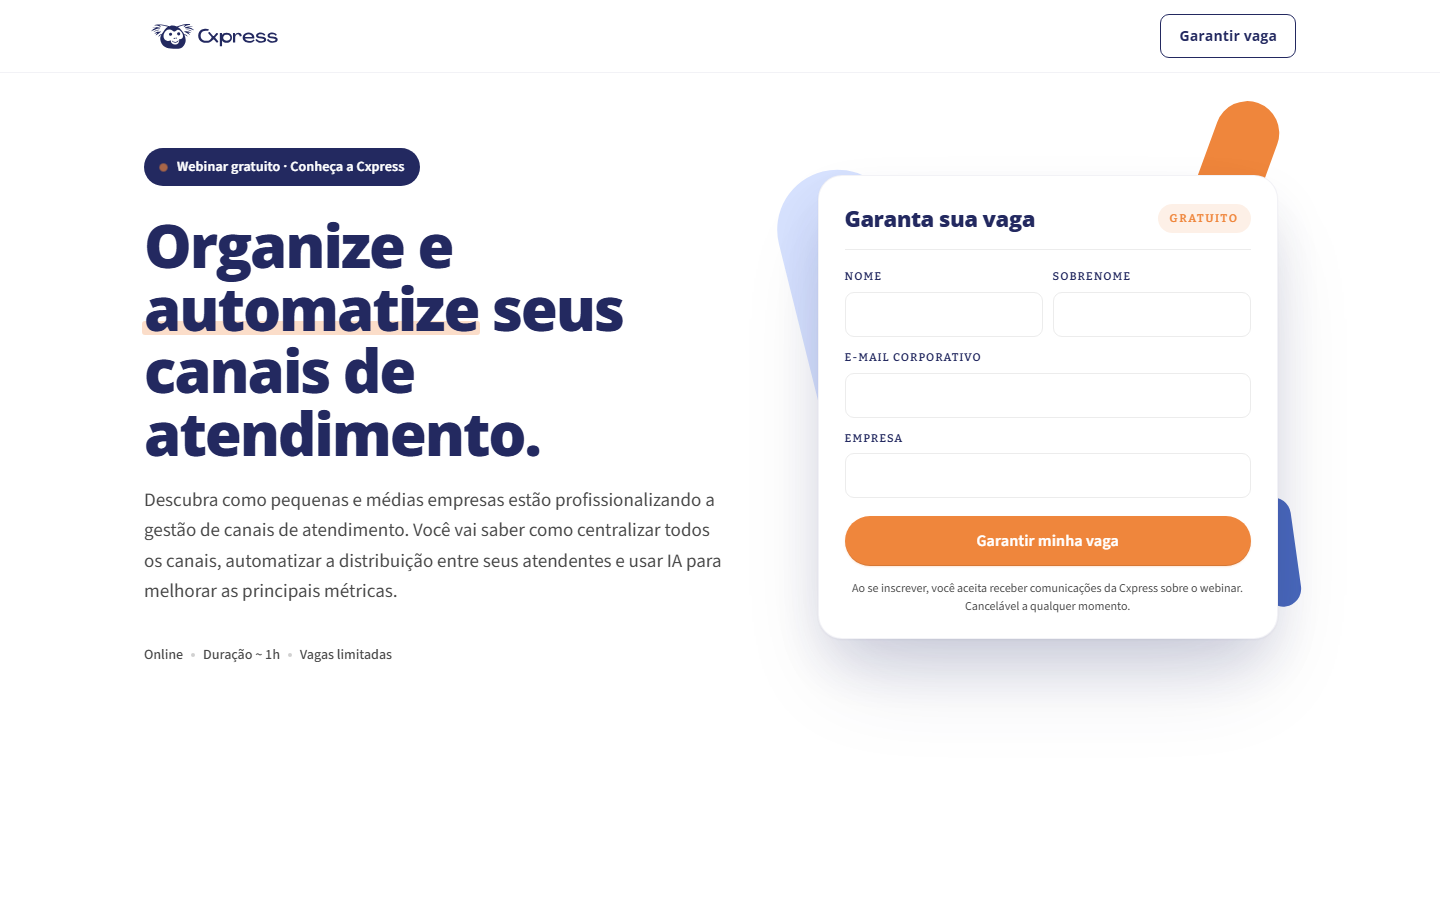 Cxpress
Garantir vaga
Webinar gratuito · Conheça a Cxpress
Organize e
automatize seus
canais de
atendimento.
Descubra como pequenas e médias empresas estão profissionalizando a
gestão de canais de atendimento. Você vai saber como centralizar todos
os canais, automatizar a distribuição entre seus atendentes e usar IA para
melhorar as principais métricas.
Online • Duração ~ 1h • Vagas limitadas
Garanta sua vaga
GRATUITO
NOME
SOBRENOME
E-MAIL CORPORATIVO
EMPRESA
Garantir minha vaga
Ao se inscrever, você aceita receber comunicações da Cxpress sobre o webinar.
Cancelável a qualquer momento.